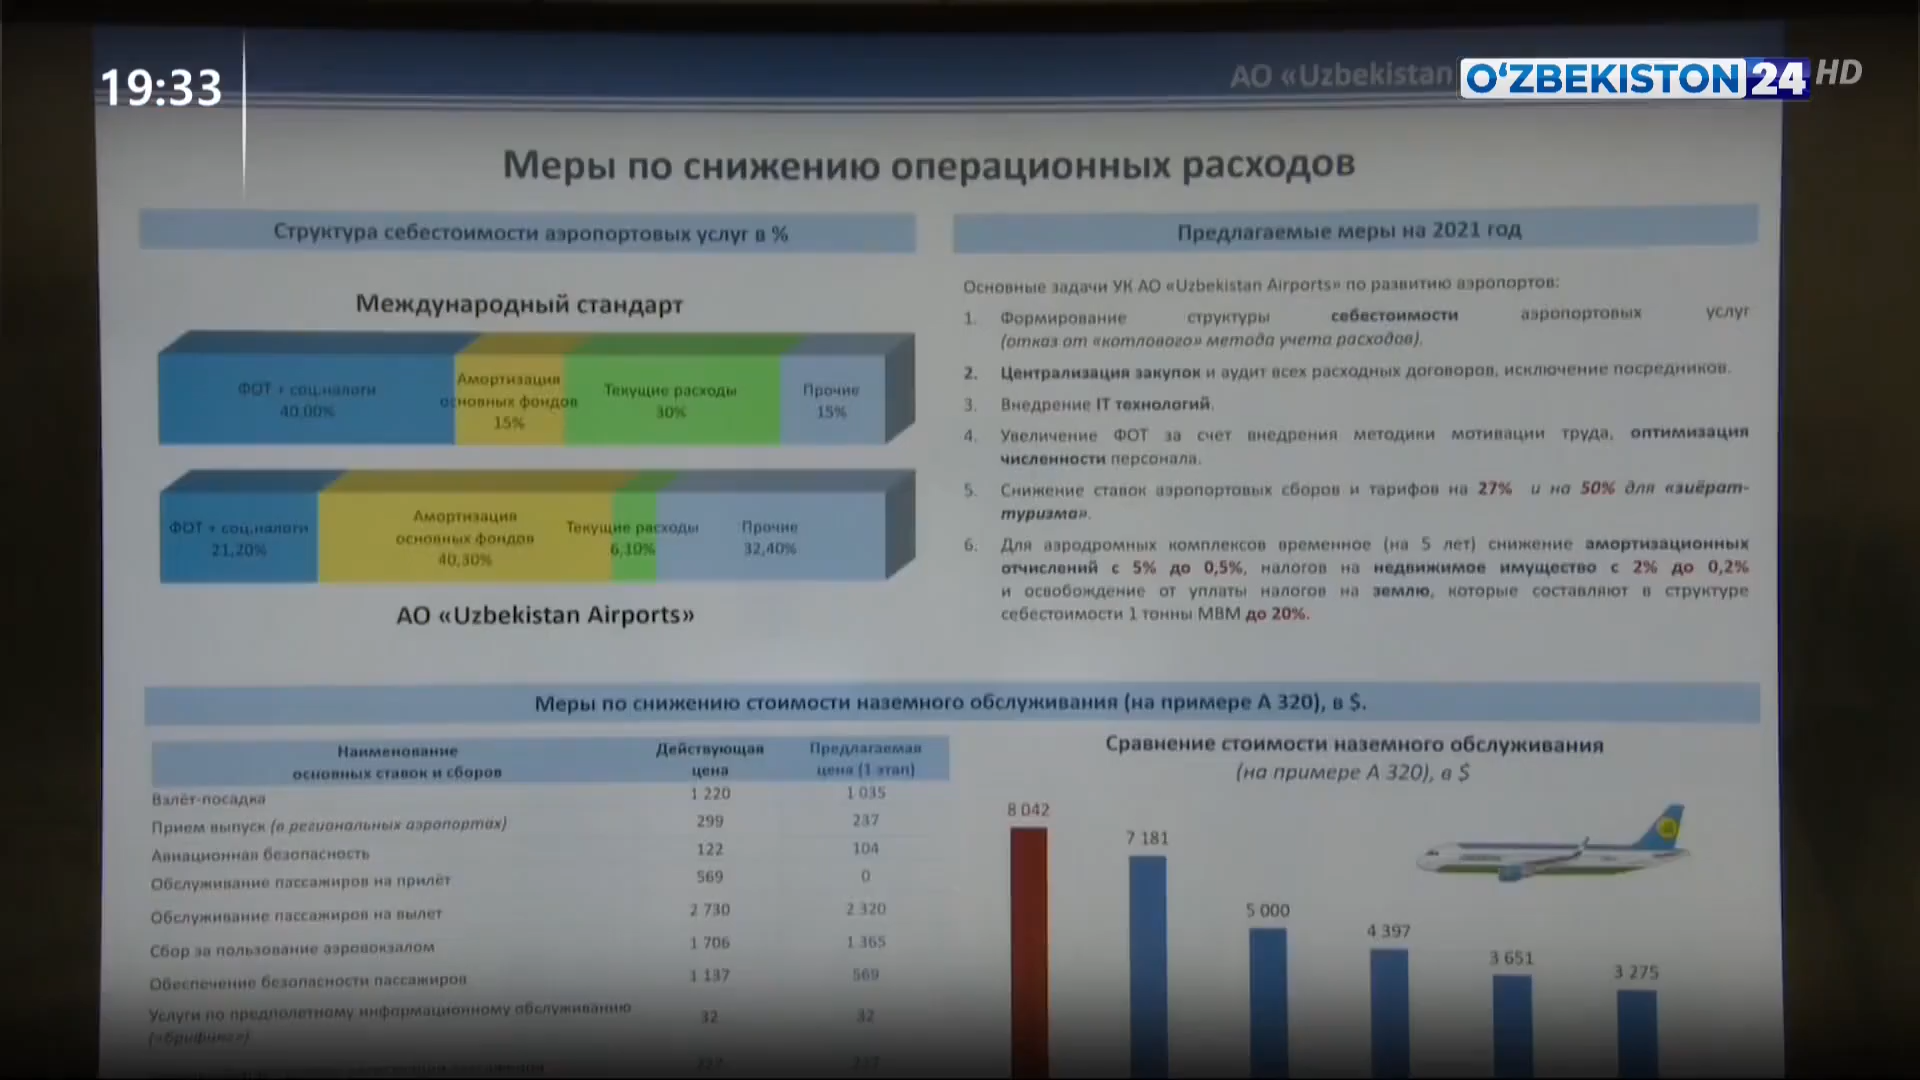 19:33
АО «Uzbekistan
O‘ZBEKISTON 24 HD
Меры по снижению операционных расходов
Структура себестоимости аэропортовых услуг в %
Международный стандарт
ФОТ + соц.налоги
40,00%
Амортизация
основных фондов
15%
Текущие расходы
30%
Прочие
15%
ФОТ + соц.налоги
21,20%
Амортизация
основных фондов
40,30%
Текущие расходы
6,10%
Прочие
32,40%
АО «Uzbekistan Airports»
Предлагаемые меры на 2021 год
Основные задачи УК АО «Uzbekistan Airports» по развитию аэропортов:
1. Формирование структуры себестоимости аэропортовых услуг
(отказ от «котлового» метода учета расходов).
2. Централизация закупок и аудит всех расходных договоров, исключение посредников.
3. Внедрение IT технологий.
4. Увеличение ФОТ за счет внедрения методики мотивации труда, оптимизация
численности персонала.
5. Снижение ставок аэропортовых сборов и тарифов на 27% и на 50% для «зиёрат-
туризма».
6. Для аэродромных комплексов временное (на 5 лет) снижение амортизационных
отчислений с 5% до 0,5%, налогов на недвижимое имущество с 2% до 0,2%
и освобождение от уплаты налогов на землю, которые составляют в структуре
себестоимости 1 тонны МВМ до 20%.
Меры по снижению стоимости наземного обслуживания (на примере А 320), в $.
Наименование
основных ставок и сборов
Действующая
цена
Предлагаемая
цена (1 этап)
Взлёт-посадка 1 220 1 035
Прием выпуск (в региональных аэропортах) 299 237
Авиационная безопасность 122 104
Обслуживание пассажиров на прилёт 569 0
Обслуживание пассажиров на вылет 2 730 2 320
Сбор за пользование аэровокзалом 1 706 1 365
Обеспечение безопасности пассажиров 1 137 569
Услуги по предполетному информационному обслуживанию 32 32
(«брифинг»)
Сравнение стоимости наземного обслуживания
(на примере А 320), в $
8 042
7 181
5 000
4 397
3 651
3 275